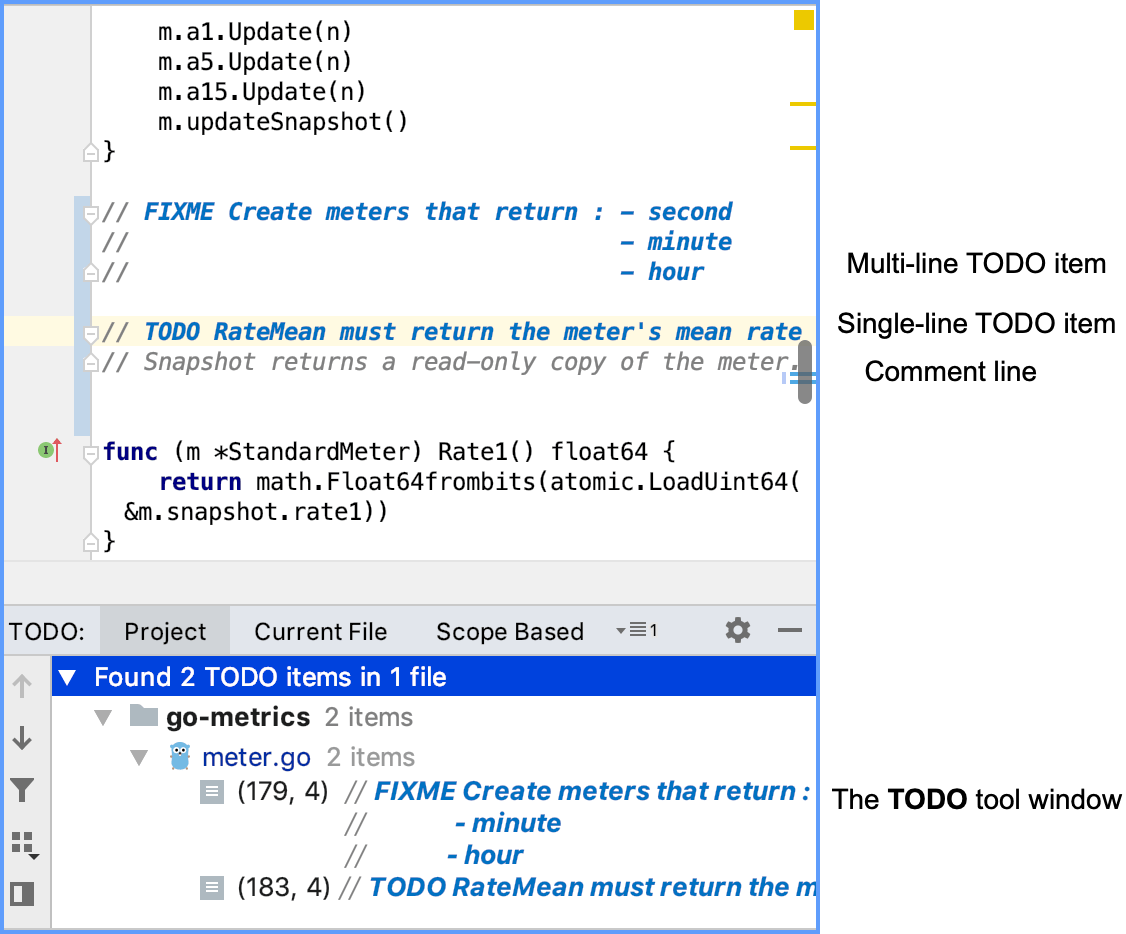 m.a1.Update(n)
m.a5.Update(n)
m.a15.Update(n)
m.updateSnapshot()
}
// FIXME Create meters that return : - second
// - minute
// - hour
// TODO RateMean must return the meter's mean rate
// Snapshot returns a read-only copy of the meter.
func (m *StandardMeter) Rate1() float64 {
return math.Float64frombits(atomic.LoadUint64(
&m.snapshot.rate1))
}
Multi-line TODO item
Single-line TODO item
Comment line
TODO: Project Current File Scope Based 1
Found 2 TODO items in 1 file
go-metrics 2 items
meter.go 2 items
(179, 4) // FIXME Create meters that return :
// - minute
// - hour
(183, 4) // TODO RateMean must return the m
The TODO tool window